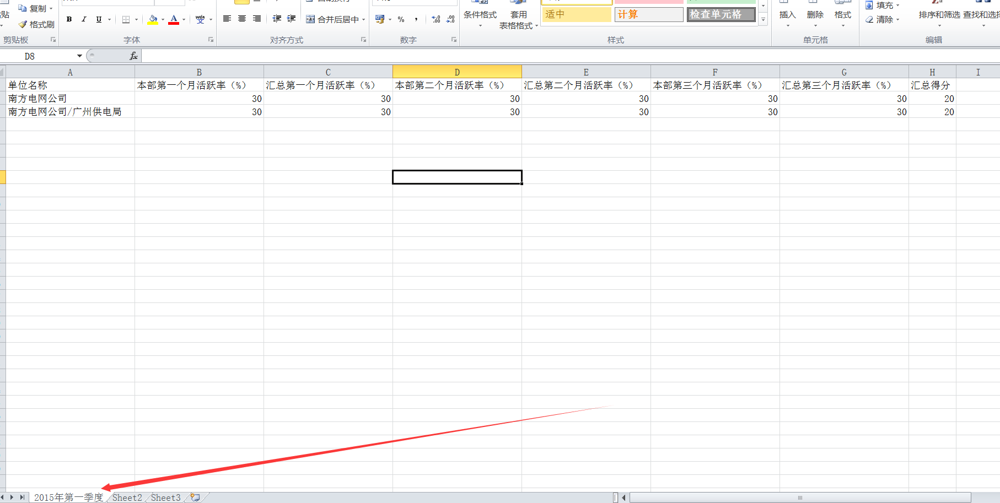 复制
格式刷
剪贴板
B I U
字体
合并后居中
对齐方式
%
数字
条件格式
套用
表格格式
适中
计算
检查单元格
样式
插入
删除
格式
单元格
填充
清除
排序和筛选
编辑
D8
fx
A B C D E F G H I
单位名称 本部第一个月活跃率（%） 汇总第一个月活跃率（%） 本部第二个月活跃率（%） 汇总第二个月活跃率（%） 本部第三个月活跃率（%） 汇总第三个月活跃率（%） 汇总得分
南方电网公司 30 30 30 30 30 30 20
南方电网公司/广州供电局 30 30 30 30 30 30 20
2015年第一季度 Sheet2 Sheet3